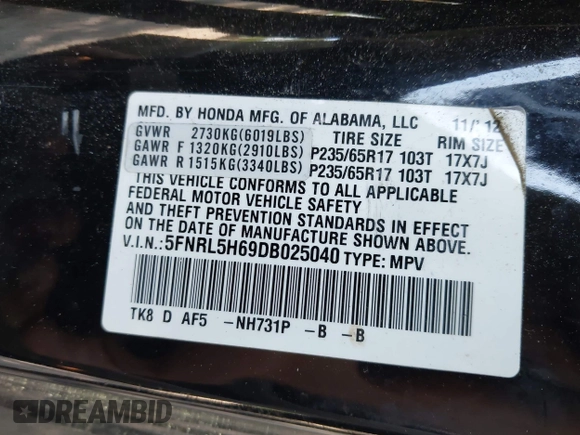 MFD. BY HONDA MFG. OF ALABAMA, LLC 11/12
GVWR 2730KG(6019LBS) TIRE SIZE RIM SIZE
GAWR F 1320KG(2910LBS) P235/65R17 103T 17X7J
GAWR R 1515KG(3340LBS) P235/65R17 103T 17X7J
THIS VEHICLE CONFORMS TO ALL APPLICABLE
FEDERAL MOTOR VEHICLE SAFETY
AND THEFT PREVENTION STANDARDS IN EFFECT
ON THE DATE OF MANUFACTURE SHOWN ABOVE.
V.I.N.:5FNRL5H69DB025040 TYPE: MPV
TK8 D AF5 -NH731P -B -B
DREAMBID